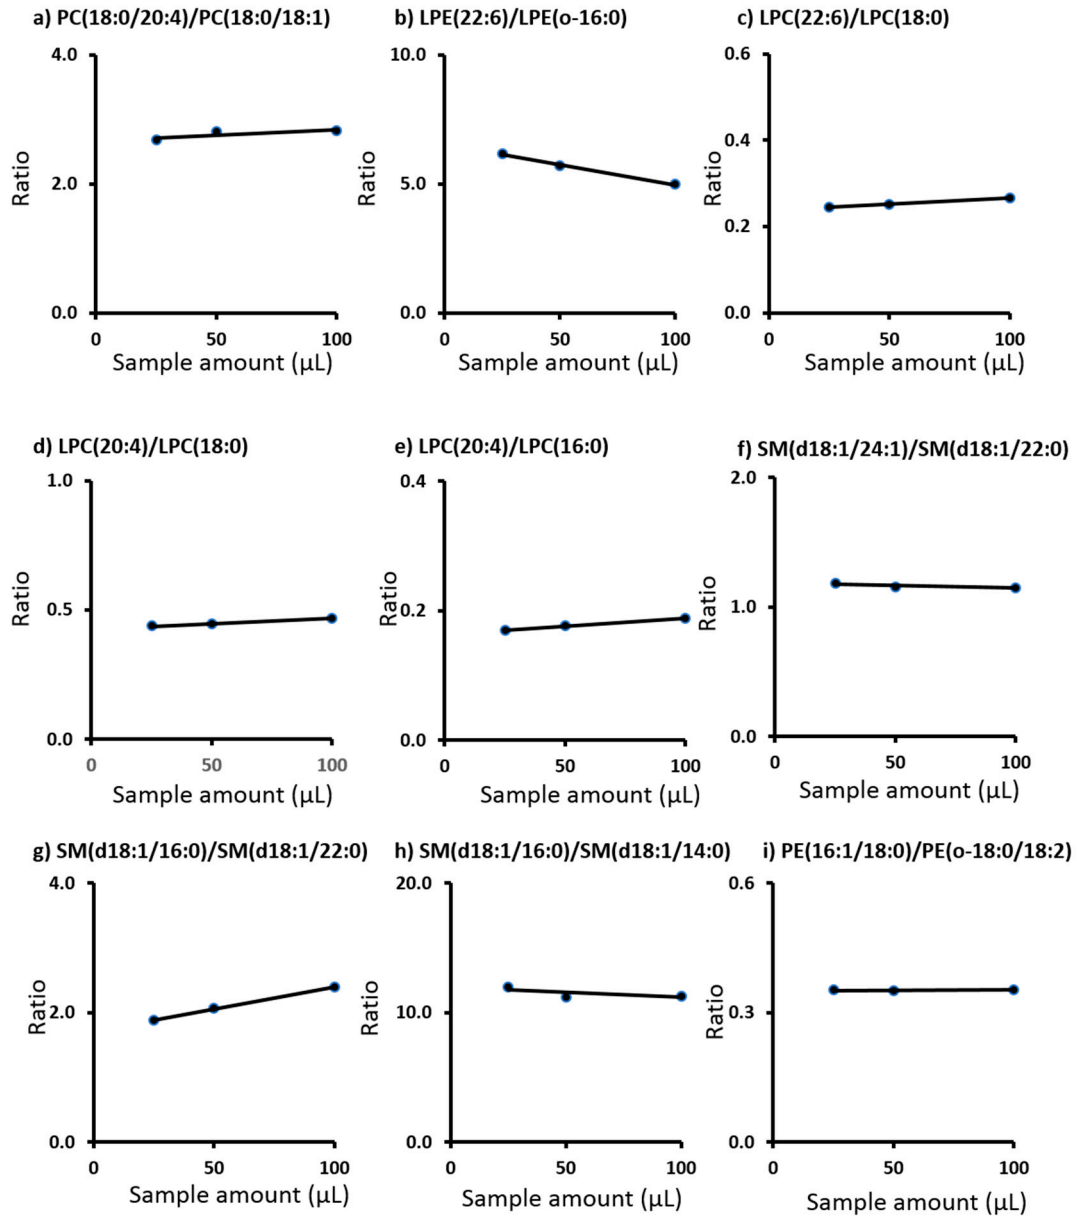 a) PC(18:0/20:4)/PC(18:0/18:1)
4.0
2.0
0.0
Ratio
0 50 100
Sample amount (µL)
b) LPE(22:6)/LPE(o-16:0)
10.0
5.0
0.0
Ratio
0 50 100
Sample amount (µL)
c) LPC(22:6)/LPC(18:0)
0.6
0.4
0.2
0.0
Ratio
0 50 100
Sample amount (µL)
d) LPC(20:4)/LPC(18:0)
1.0
0.5
0.0
Ratio
0 50 100
Sample amount (µL)
e) LPC(20:4)/LPC(16:0)
0.4
0.2
0.0
Ratio
0 50 100
Sample amount (µL)
f) SM(d18:1/24:1)/SM(d18:1/22:0)
2.0
1.0
0.0
Ratio
0 50 100
Sample amount (µL)
g) SM(d18:1/16:0)/SM(d18:1/22:0)
4.0
2.0
0.0
Ratio
0 50 100
Sample amount (µL)
h) SM(d18:1/16:0)/SM(d18:1/14:0)
20.0
10.0
0.0
Ratio
0 50 100
Sample amount (µL)
i) PE(16:1/18:0)/PE(o-18:0/18:2)
0.6
0.3
0.0
Ratio
0 50 100
Sample amount (µL)